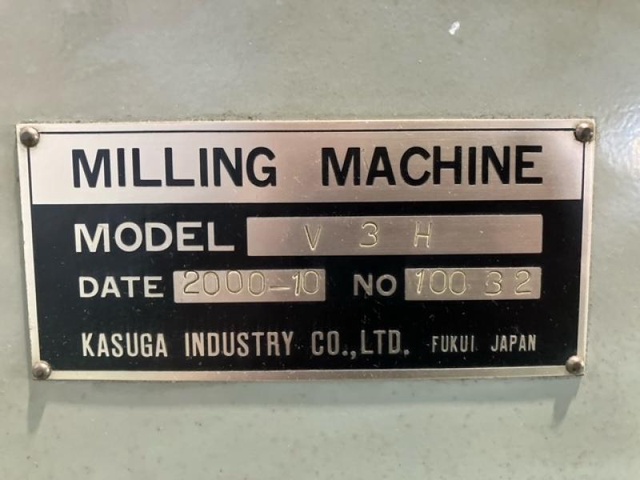 MILLING MACHINE
MODEL V 3 H
DATE 2000-10 NO 100 32
KASUGA INDUSTRY CO.,LTD. FUKUI JAPAN